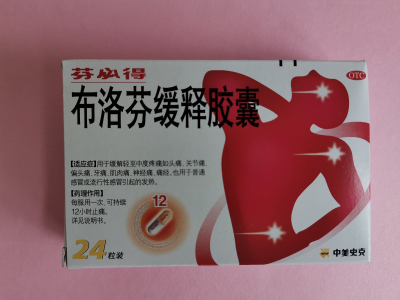 芬必得
OTC
布洛芬缓释胶囊
【适应症】用于缓解轻至中度疼痛如头痛、关节痛、
偏头痛、牙痛、肌肉痛、神经痛、痛经。也用于普通
感冒或流行性感冒引起的发热。
【药理作用】
每服用一次，可持续
12小时止痛。
详见说明书。
12
24粒装
中美史克